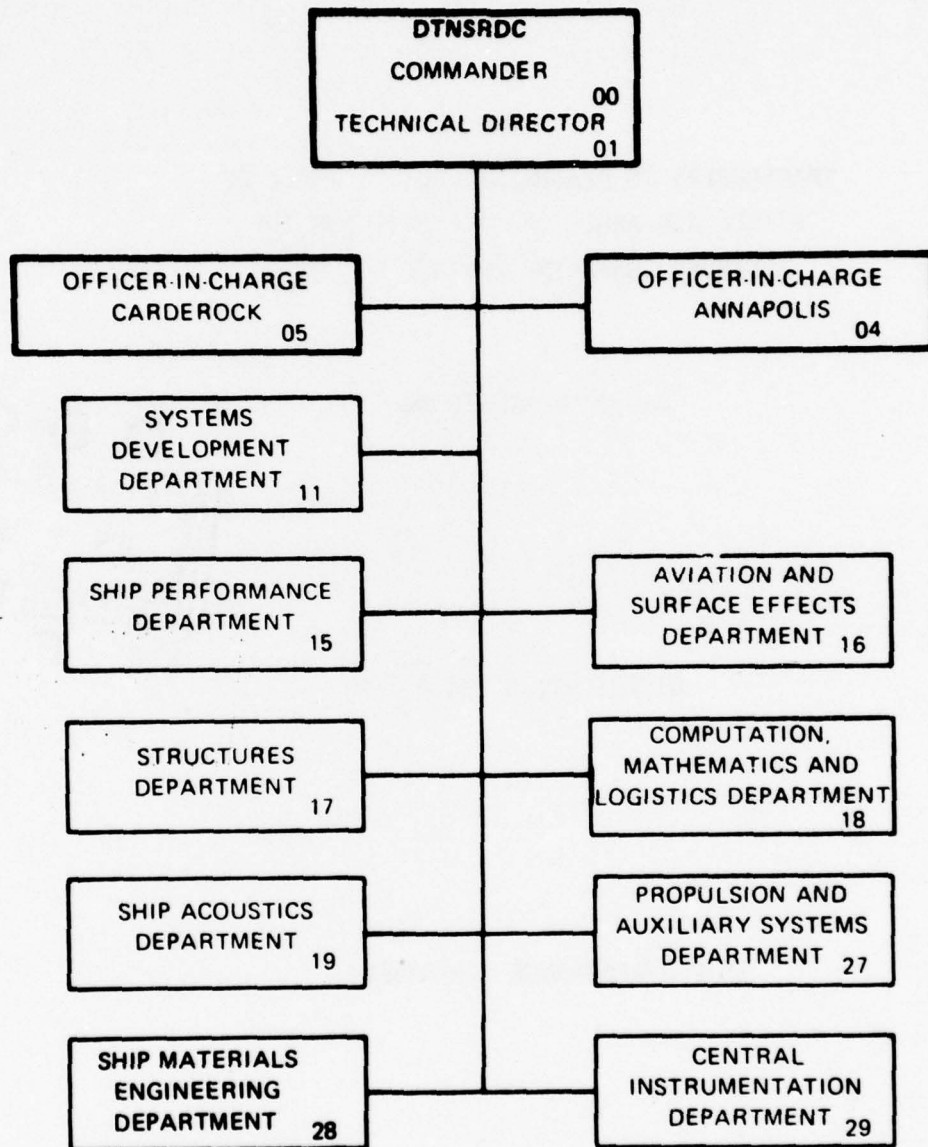 DTNSRDC
COMMANDER
00
TECHNICAL DIRECTOR
01
OFFICER-IN-CHARGE
CARDEROCK
05
OFFICER-IN-CHARGE
ANNAPOLIS
04
SYSTEMS
DEVELOPMENT
DEPARTMENT
11
SHIP PERFORMANCE
DEPARTMENT
15
AVIATION AND
SURFACE EFFECTS
DEPARTMENT
16
STRUCTURES
DEPARTMENT
17
COMPUTATION,
MATHEMATICS AND
LOGISTICS DEPARTMENT
18
SHIP ACOUSTICS
DEPARTMENT
19
PROPULSION AND
AUXILIARY SYSTEMS
DEPARTMENT
27
SHIP MATERIALS
ENGINEERING
DEPARTMENT
28
CENTRAL
INSTRUMENTATION
DEPARTMENT
29